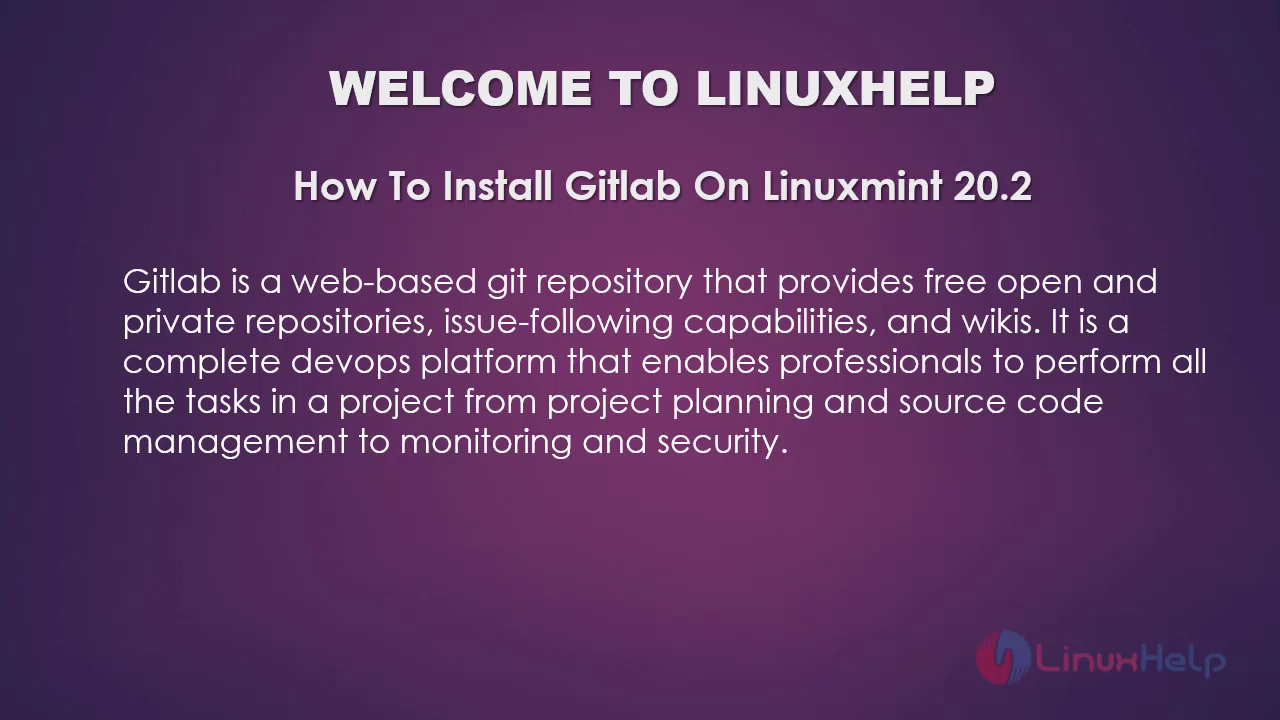 WELCOME TO LINUXHELP
How To Install Gitlab On Linuxmint 20.2
Gitlab is a web-based git repository that provides free open and
private repositories, issue-following capabilities, and wikis. It is a
complete devops platform that enables professionals to perform all
the tasks in a project from project planning and source code
management to monitoring and security.
LinuxHelp